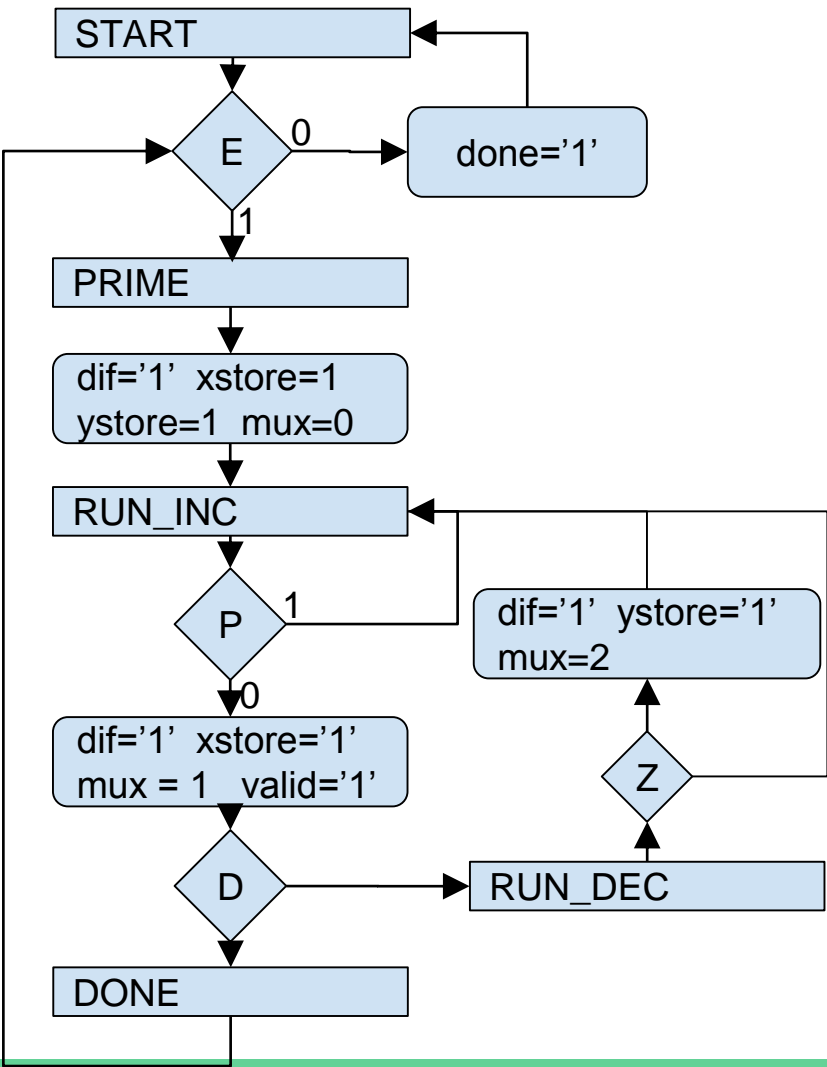 START
E
0
done='1'
1
PRIME
dif='1' xstore=1
ystore=1 mux=0
RUN_INC
P
1
0
dif='1' ystore='1'
mux=2
dif='1' xstore='1'
mux = 1 valid='1'
Z
D
RUN_DEC
DONE